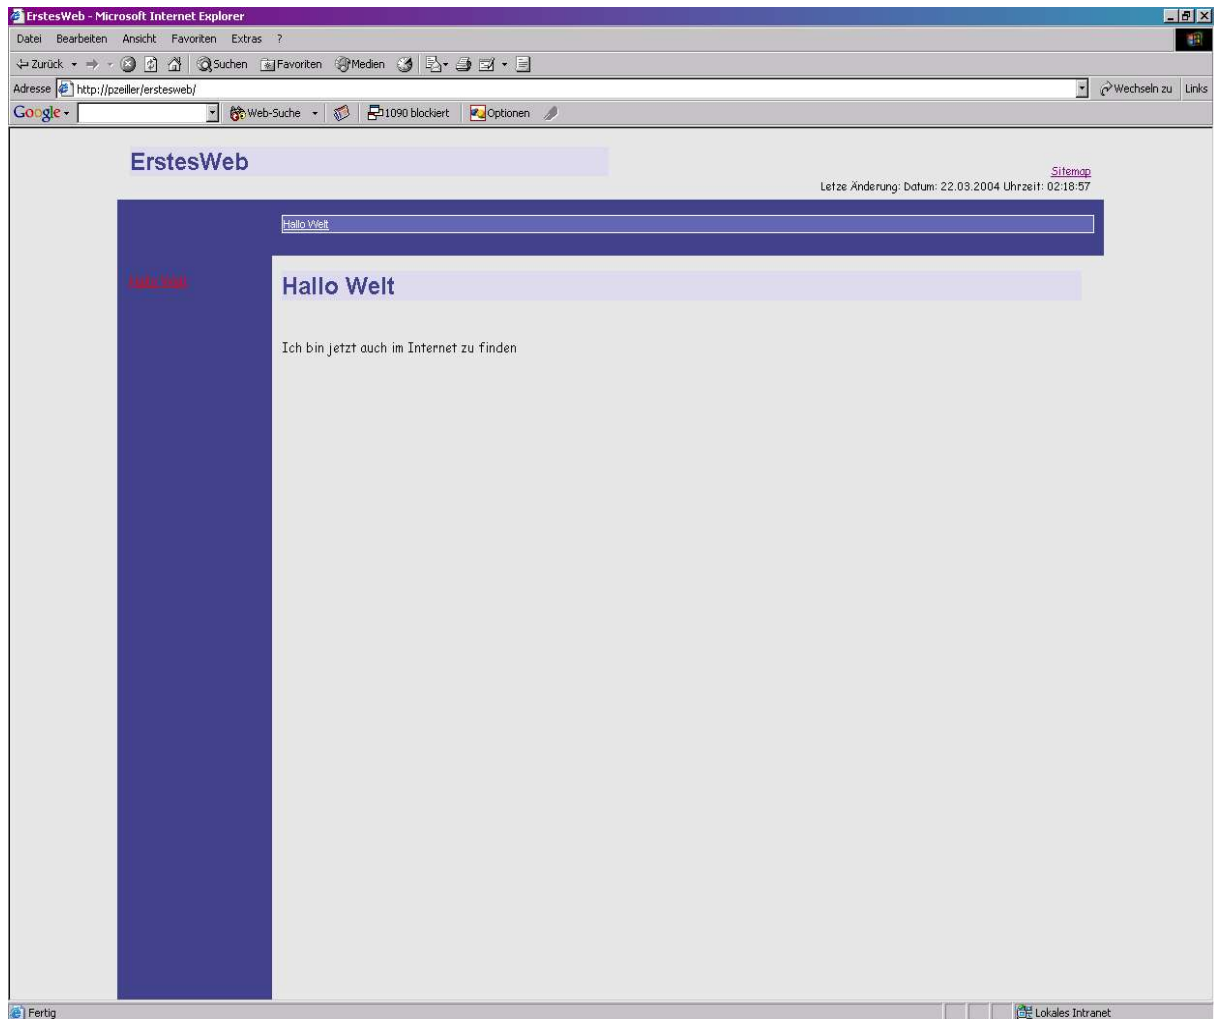 ErstesWeb - Microsoft Internet Explorer
Datei Bearbeiten Ansicht Favoriten Extras ?
Zurück Suchen Favoriten Medien
Adresse http://pzeiller/erstesweb/ Wechseln zu Links
Google Web-Suche 1090 blockiert Optionen
ErstesWeb
Sitemap
Letze Änderung: Datum: 22.03.2004 Uhrzeit: 02:18:57
Hallo Welt
Hallo Welt
Ich bin jetzt auch im Internet zu finden
Fertig Lokales Intranet